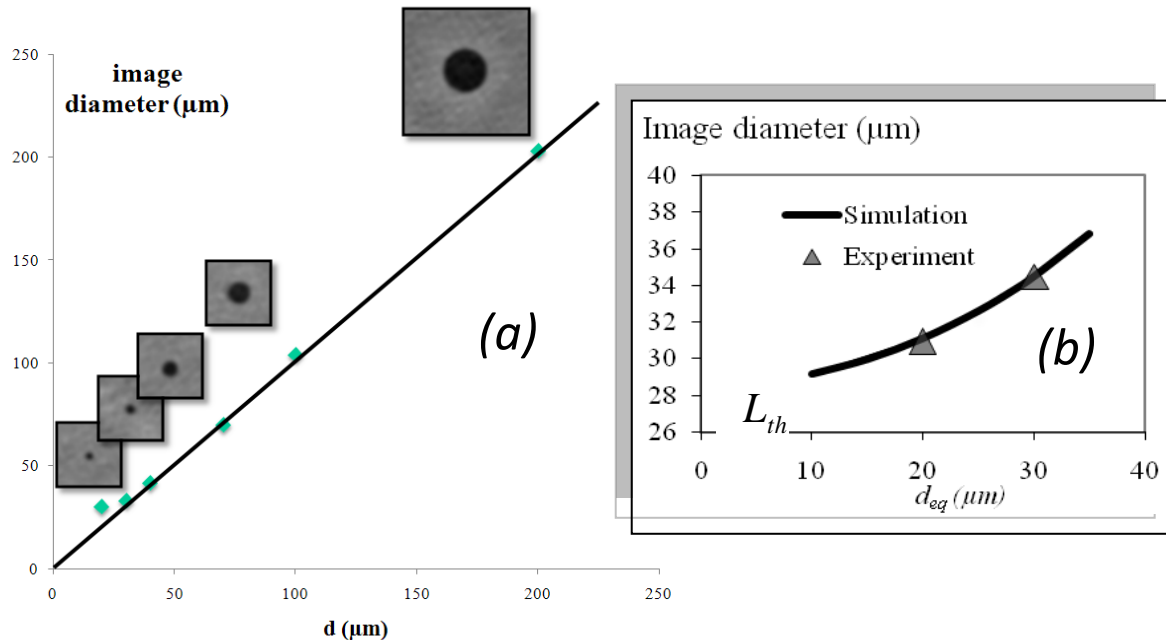 image
diameter (µm)
250
200
150
100
50
0
0 50 100 150 200 250
d (µm)
(a)
Image diameter (µm)
40
38
36
34
32
30
28
26
Simulation
Experiment
(b)
L_th
0 10 20 30 40
d_eq (µm)